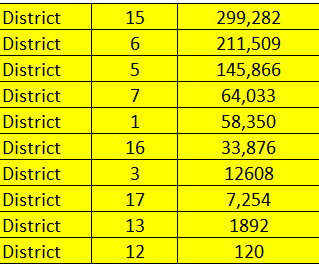 District 15 299,282
District 6 211,509
District 5 145,866
District 7 64,033
District 1 58,350
District 16 33,876
District 3 12608
District 17 7,254
District 13 1892
District 12 120